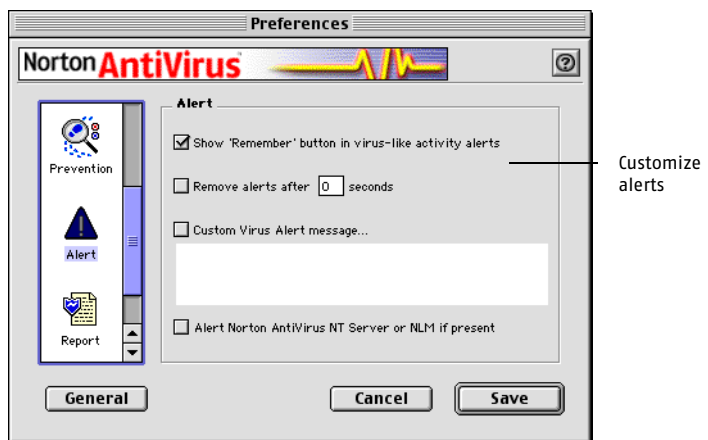 Preferences
Norton AntiVirus
Alert
Prevention
Alert
Report
Show 'Remember' button in virus-like activity alerts
Remove alerts after 0 seconds
Custom Virus Alert message...
Alert Norton AntiVirus NT Server or NLM if present
Customize
alerts
General
Cancel
Save